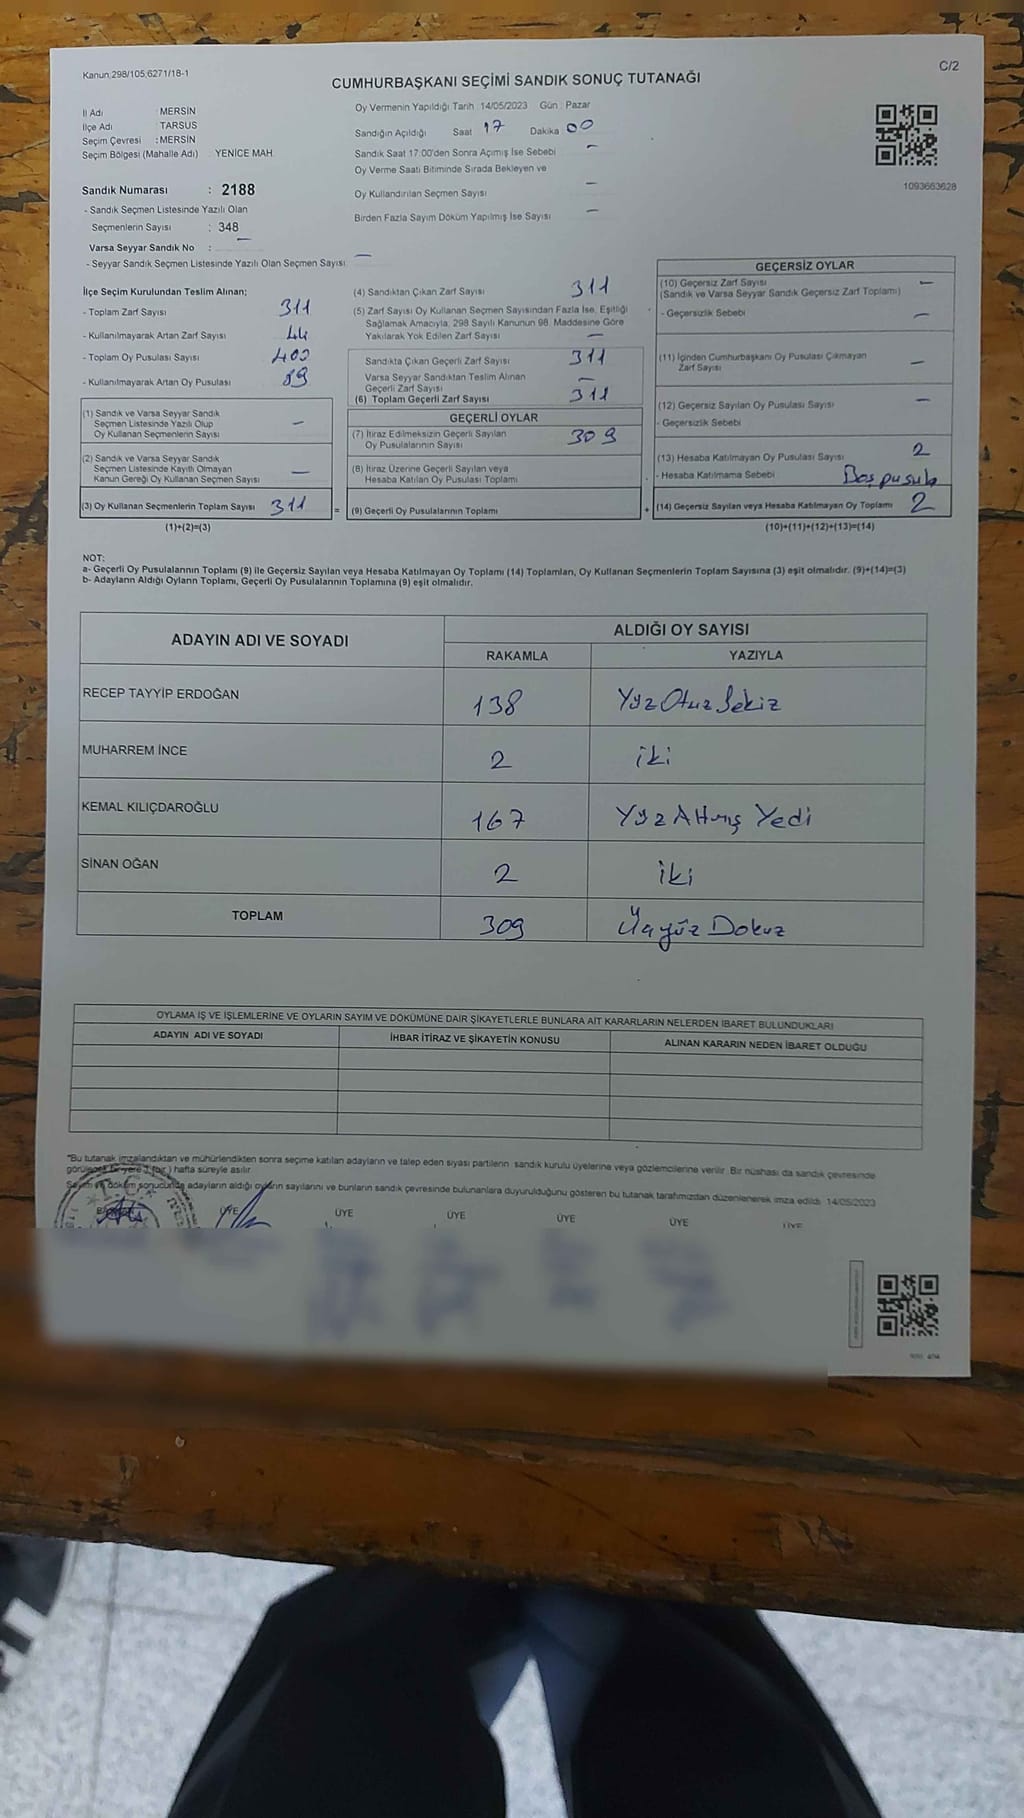 Kanun:298/105,6271/18-1
C/2
CUMHURBAŞKANI SEÇİMİ SANDIK SONUÇ TUTANAĞI
İl Adı : MERSİN
İlçe Adı : TARSUS
Seçim Çevresi : MERSİN
Seçim Bölgesi (Mahalle Adı) YENİCE MAH.
Oy Vermenin Yapıldığı Tarih 14/05/2023 Gün : Pazar
Sandığın Açıldığı Saat 17 Dakika 00
Sandık Saat 17:00'den Sonra Açımış İse Sebebi -
Oy Verme Saati Bitiminde Sırada Bekleyen ve
Oy Kullandırılan Seçmen Sayısı -
Birden Fazla Sayım Döküm Yapılmış İse Sayısı -
1093663628
Sandık Numarası : 2188
- Sandık Seçmen Listesinde Yazılı Olan
Seçmenlerin Sayısı : 348
Varsa Seyyar Sandık No : -
- Seyyar Sandık Seçmen Listesinde Yazılı Olan Seçmen Sayısı: -
İlçe Seçim Kurulundan Teslim Alınan;
- Toplam Zarf Sayısı 311
- Kullanılmayarak Artan Zarf Sayısı 44
- Toplam Oy Pusulası Sayısı 400
- Kullanılmayarak Artan Oy Pusulası 89
(1) Sandık ve Varsa Seyyar Sandık
Seçmen Listesinde Yazılı Olup
Oy Kullanan Seçmenlerin Sayısı -
(2) Sandık ve Varsa Seyyar Sandık
Seçmen Listesinde Kayıtlı Olmayan
Kanun Gereği Oy Kullanan Seçmen Sayısı -
(3) Oy Kullanan Seçmenlerin Toplam Sayısı 311
(1)+(2)=(3)
(4) Sandıktan Çıkan Zarf Sayısı 311
(5) Zarf Sayısı Oy Kullanan Seçmen Sayısından Fazla İse, Eşitliği
Sağlamak Amacıyla, 298 Sayılı Kanunun 98. Maddesine Göre
Yakılarak Yok Edilen Zarf Sayısı -
Sandıkta Çıkan Geçerli Zarf Sayısı 311
Varsa Seyyar Sandıktan Teslim Alınan
Geçerli Zarf Sayısı -
(6) Toplam Geçerli Zarf Sayısı 311
GEÇERLİ OYLAR
(7) İtiraz Edilmeksizin Geçerli Sayılan
Oy Pusulalarının Sayısı 309
(8) İtiraz Üzerine Geçerli Sayılan veya
Hesaba Katılan Oy Pusulası Toplamı
= (9) Geçerli Oy Pusulalarının Toplamı +
GEÇERSİZ OYLAR
(10) Geçersiz Zarf Sayısı -
(Sandık ve Varsa Seyyar Sandık Geçersiz Zarf Toplamı)
- Geçersizlik Sebebi -
(11) İçinden Cumhurbaşkanı Oy Pusulası Çıkmayan
Zarf Sayısı -
(12) Geçersiz Sayılan Oy Pusulası Sayısı -
- Geçersizlik Sebebi
(13) Hesaba Katılmayan Oy Pusulası Sayısı 2
- Hesaba Katılmama Sebebi Boş pusula
(14) Geçersiz Sayılan veya Hesaba Katılmayan Oy Toplamı 2
(10)+(11)+(12)+(13)=(14)
NOT:
a- Geçerli Oy Pusulalarının Toplamı (9) ile Geçersiz Sayılan veya Hesaba Katılmayan Oy Toplamı (14) Toplamları, Oy Kullanan Seçmenlerin Toplam Sayısına (3) eşit olmalıdır. (9)+(14)=(3)
b- Adayların Aldığı Oyların Toplamı, Geçerli Oy Pusulalarının Toplamına (9) eşit olmalıdır.
ADAYIN ADI VE SOYADI
ALDIĞI OY SAYISI
RAKAMLA YAZIYLA
RECEP TAYYİP ERDOĞAN 138 Yüz Otuz Sekiz
MUHARREM İNCE 2 iki
KEMAL KILIÇDAROĞLU 167 Yüz Altmış Yedi
SİNAN OĞAN 2 iki
TOPLAM 309 Üçyüz Dokuz
OYLAMA İŞ VE İŞLEMLERİNE VE OYLARIN SAYIM VE DÖKÜMÜNE DAİR ŞİKAYETLERLE BUNLARA AİT KARARLARIN NELERDEN İBARET BULUNDUKLARI
ADAYIN ADI VE SOYADI İHBAR İTİRAZ VE ŞİKAYETİN KONUSU ALINAN KARARIN NEDEN İBARET OLDUĞU
"Bu tutanak imzalandıktan ve mühürlendikten sonra seçime katılan adayların ve talep eden siyasi partilerin sandık kurulu üyelerine veya gözlemcilerine verilir. Bir nüshası da sandık çevresinde
görülecek bir yere 1 (bir) hafta süreyle asılır.
Sayım ve döküm sonucunda adayların aldığı oyların sayılarını ve bunların sandık çevresinde bulunanlara duyurulduğunu gösteren bu tutanak tarafımızdan düzenlenerek imza edildi. 14/05/2023
ÜYE ÜYE ÜYE ÜYE ÜYE ÜYE